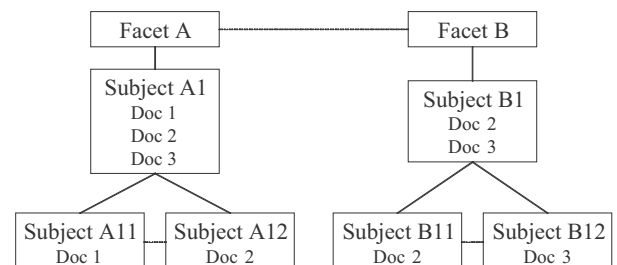 Facet A
Facet B
Subject A1
Doc 1
Doc 2
Doc 3
Subject B1
Doc 2
Doc 3
Subject A11
Doc 1
Subject A12
Doc 2
Subject B11
Doc 2
Subject B12
Doc 3